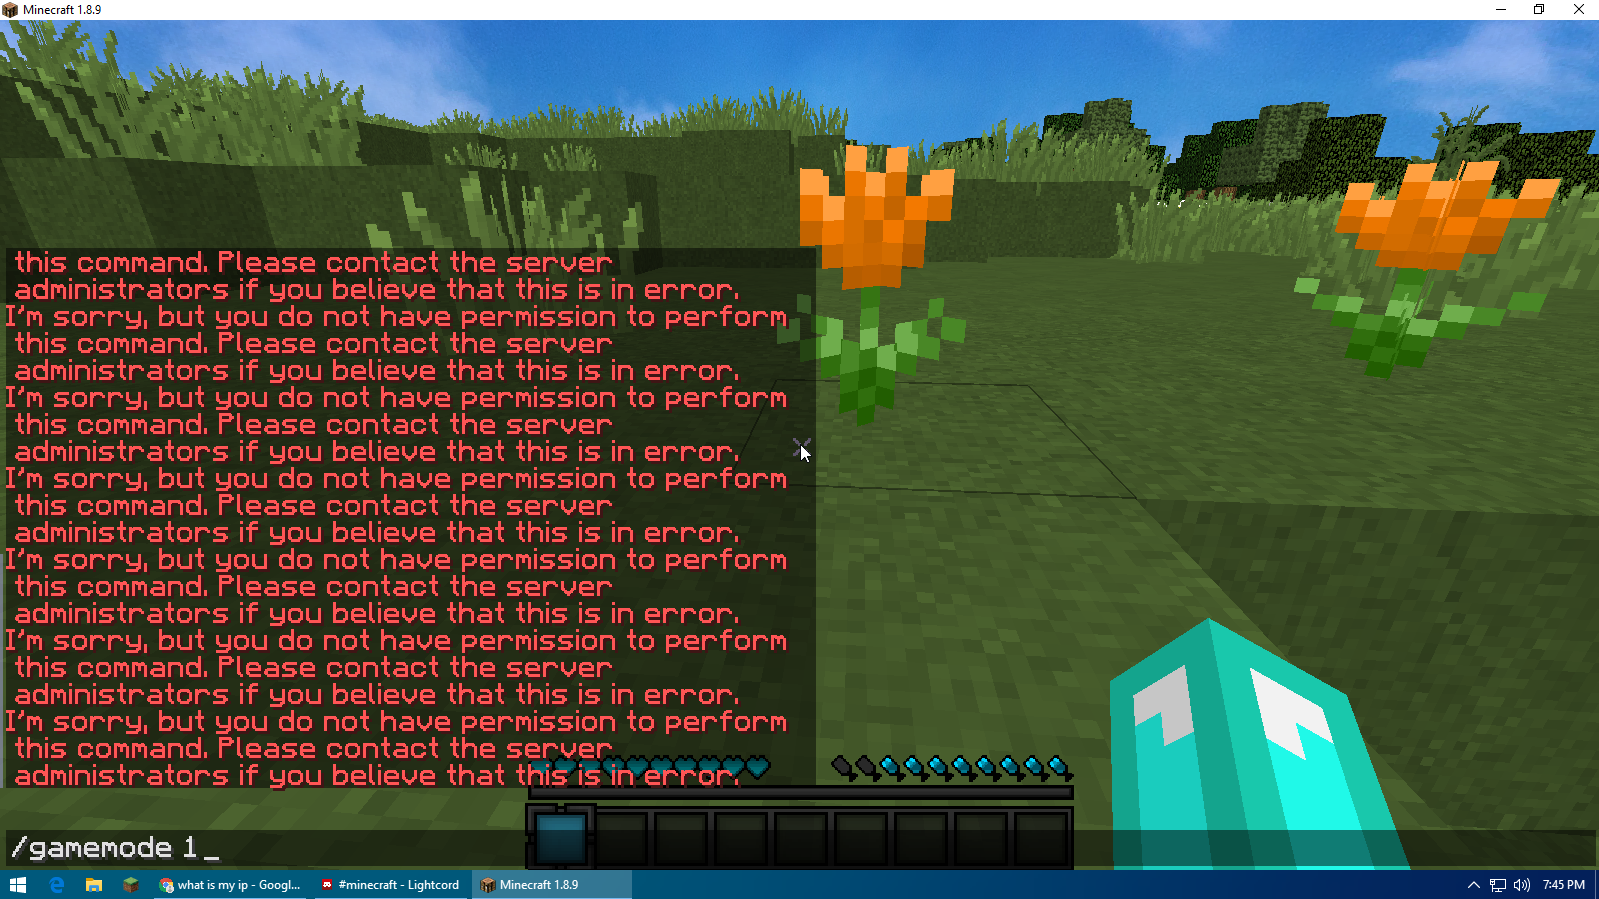 Minecraft 1.8.9
this command. Please contact the server
administrators if you believe that this is in error.
I'm sorry, but you do not have permission to perform
this command. Please contact the server
administrators if you believe that this is in error.
I'm sorry, but you do not have permission to perform
this command. Please contact the server
administrators if you believe that this is in error.
I'm sorry, but you do not have permission to perform
this command. Please contact the server
administrators if you believe that this is in error.
I'm sorry, but you do not have permission to perform
this command. Please contact the server
administrators if you believe that this is in error.
I'm sorry, but you do not have permission to perform
this command. Please contact the server
administrators if you believe that this is in error.
I'm sorry, but you do not have permission to perform
this command. Please contact the server
administrators if you believe that this is in error.
/gamemode 1_
what is my ip - Googl... #minecraft - Lightcord Minecraft 1.8.9 7:45 PM